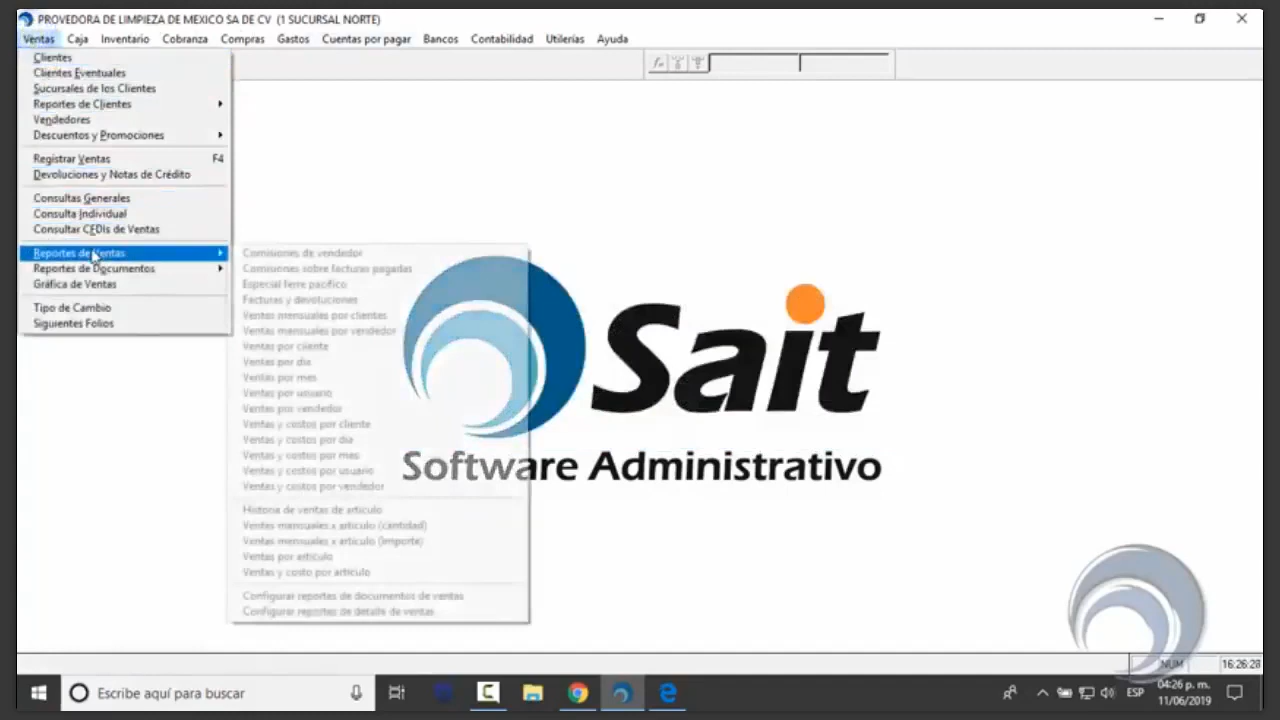 PROVEDORA DE LIMPIEZA DE MEXICO SA DE CV (1 SUCURSAL NORTE)
Ventas Caja Inventario Cobranza Compras Gastos Cuentas por pagar Bancos Contabilidad Utilerías Ayuda
Clientes
Clientes Eventuales
Sucursales de los Clientes
Reportes de Clientes
Vendedores
Descuentos y Promociones
Registrar Ventas F4
Devoluciones y Notas de Crédito
Consultas Generales
Consulta Individual
Consultar CFDIs de Ventas
Reportes de Ventas
Reportes de Documentos
Gráfica de Ventas
Tipo de Cambio
Siguientes Folios
Comisiones de vendedor
Comisiones sobre facturas pagadas
Especial ferre pacifico
Facturas y devoluciones
Ventas mensuales por clientes
Ventas mensuales por vendedor
Ventas por cliente
Ventas por dia
Ventas por mes
Ventas por usuario
Ventas por vendedor
Ventas y costos por cliente
Ventas y costos por dia
Ventas y costos por mes
Ventas y costos por usuario
Ventas y costos por vendedor
Historia de ventas de articulo
Ventas mensuales x articulo (cantidad)
Ventas mensuales x articulo (importe)
Ventas por articulo
Ventas y costo por articulo
Configurar reportes de documentos de ventas
Configurar reportes de detalle de ventas
Sait
Software Administrativo
NUM 16:26:28
Escribe aquí para buscar
ESP
04:26 p. m.
11/06/2019